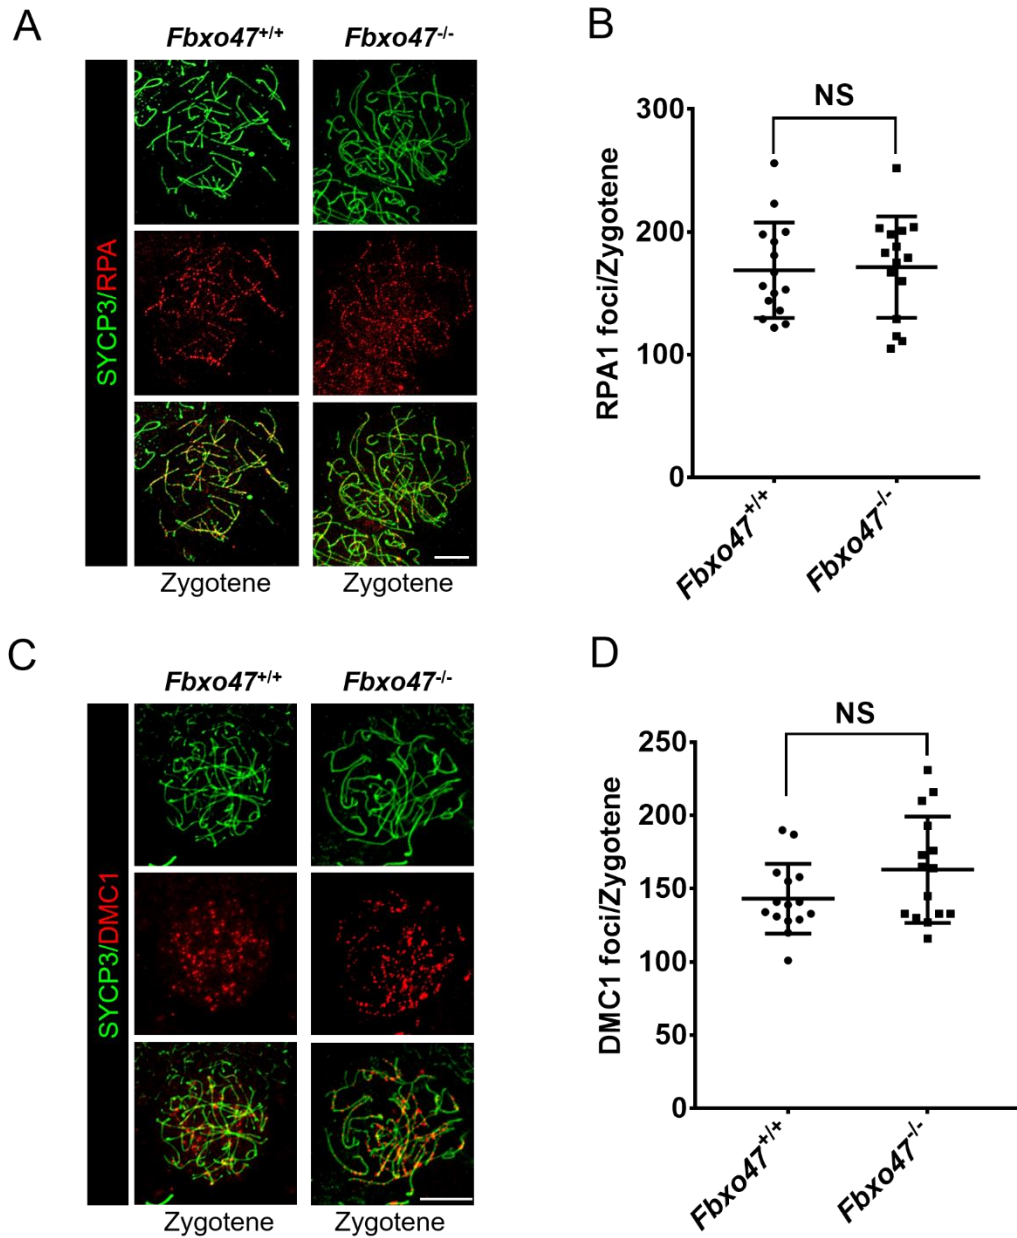 A
Fbxo47+/+ Fbxo47-/-
SYCP3/RPA
Zygotene Zygotene
B
NS
300
200
100
0
RPA1 foci/Zygotene
Fbxo47+/+ Fbxo47-/-
C
Fbxo47+/+ Fbxo47-/-
SYCP3/DMC1
Zygotene Zygotene
D
NS
250
200
150
100
50
0
DMC1 foci/Zygotene
Fbxo47+/+ Fbxo47-/-